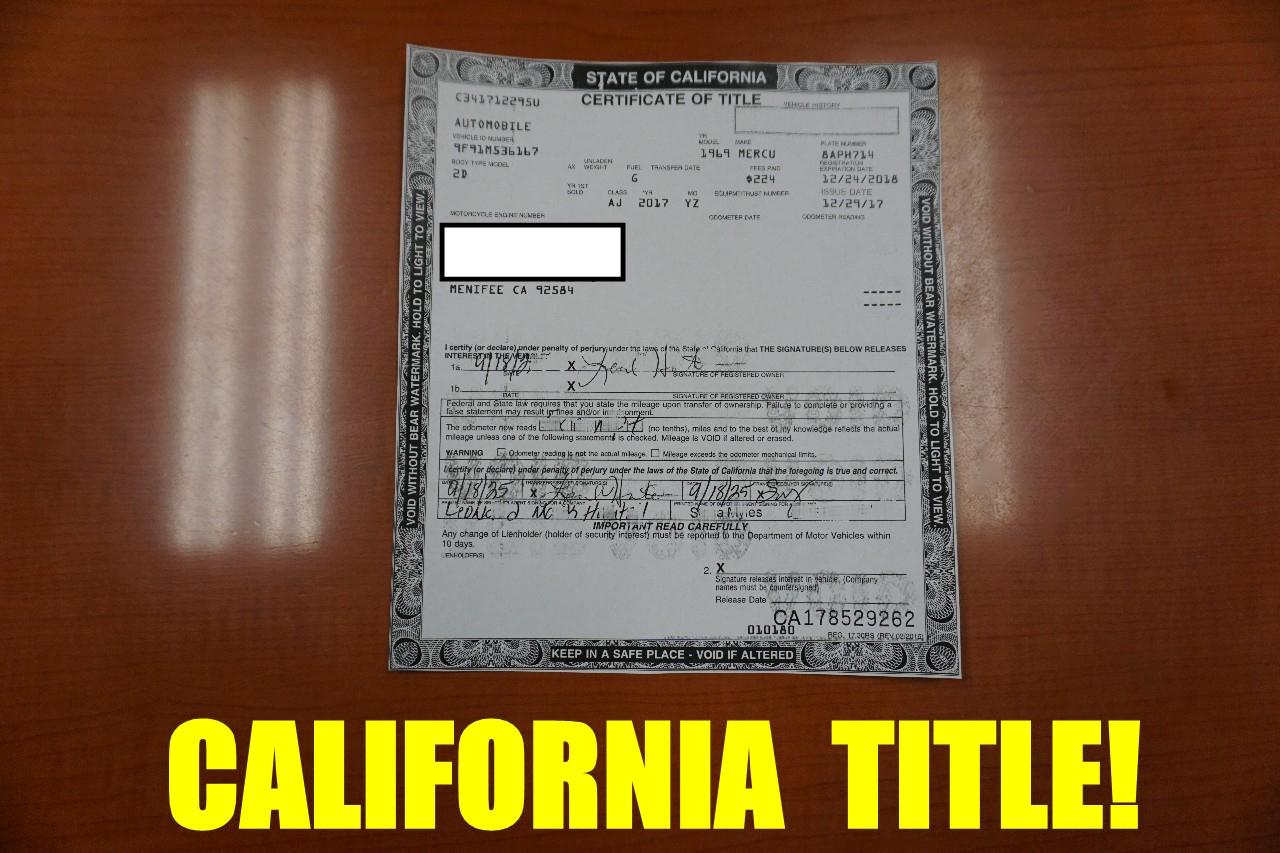 STATE OF CALIFORNIA
CERTIFICATE OF TITLE
VEHICLE HISTORY
C341712295U
AUTOMOBILE
VEHICLE ID NUMBER
9F91M536167
YR MODEL
1969
MAKE
MERCU
PLATE NUMBER
8APH714
BODY TYPE MODEL
2D
AX
UNLADEN WEIGHT
FUEL
G
TRANSFER DATE
FEES PAID
$224
REGISTRATION EXPIRATION DATE
12/24/2018
YR 1ST SOLD
CLASS
AJ
YR
2017
MO
YZ
EQUIPMT/TRUST NUMBER
ISSUE DATE
12/29/17
MOTORCYCLE ENGINE NUMBER
ODOMETER DATE
ODOMETER READING
MENIFEE CA 92584
-----
-----
I certify (or declare) under penalty of perjury under the laws of the State of California that THE SIGNATURE(S) BELOW RELEASES
INTEREST IN THE VEHICLE
1a. X
DATE SIGNATURE OF REGISTERED OWNER
1b. X
DATE SIGNATURE OF REGISTERED OWNER
Federal and State law requires that you state the mileage upon transfer of ownership. Failure to complete or providing a
false statement may result in fines and/or imprisonment.
The odometer now reads (no tenths), miles and to the best of my knowledge reflects the actual
mileage unless one of the following statements is checked. Mileage is VOID if altered or erased.
WARNING Odometer reading is not the actual mileage. Mileage exceeds the odometer mechanical limits.
I certify (or declare) under penalty of perjury under the laws of the State of California that the foregoing is true and correct.
9/18/25 X 9/18/25 X
IMPORTANT READ CAREFULLY
Any change of Lienholder (holder of security interest) must be reported to the Department of Motor Vehicles within
10 days.
LIENHOLDER(S)
2. X
Signature releases interest in vehicle. (Company
names must be countersigned)
Release Date
CA178529262
010180
REG. 17.30RS (REV 02/2016)
KEEP IN A SAFE PLACE - VOID IF ALTERED
VOID WITHOUT BEAR WATERMARK. HOLD TO LIGHT TO VIEW.
VOID WITHOUT BEAR WATERMARK. HOLD TO LIGHT TO VIEW.
CALIFORNIA TITLE!